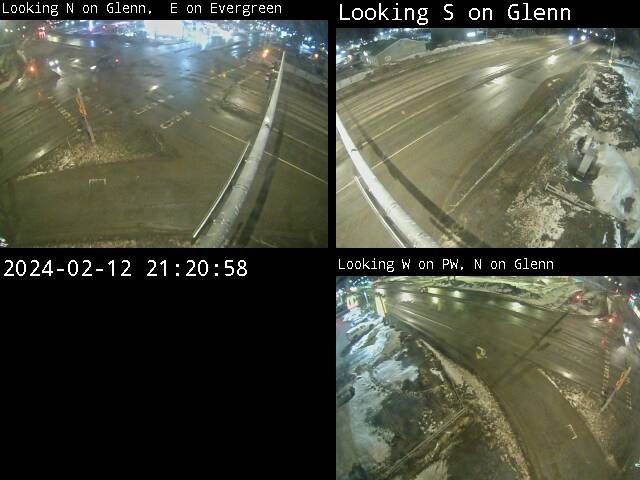 Looking N on Glenn,  E on Evergreen
Looking S on Glenn
2024-02-12 21:20:58
Looking W on PW, N on Glenn